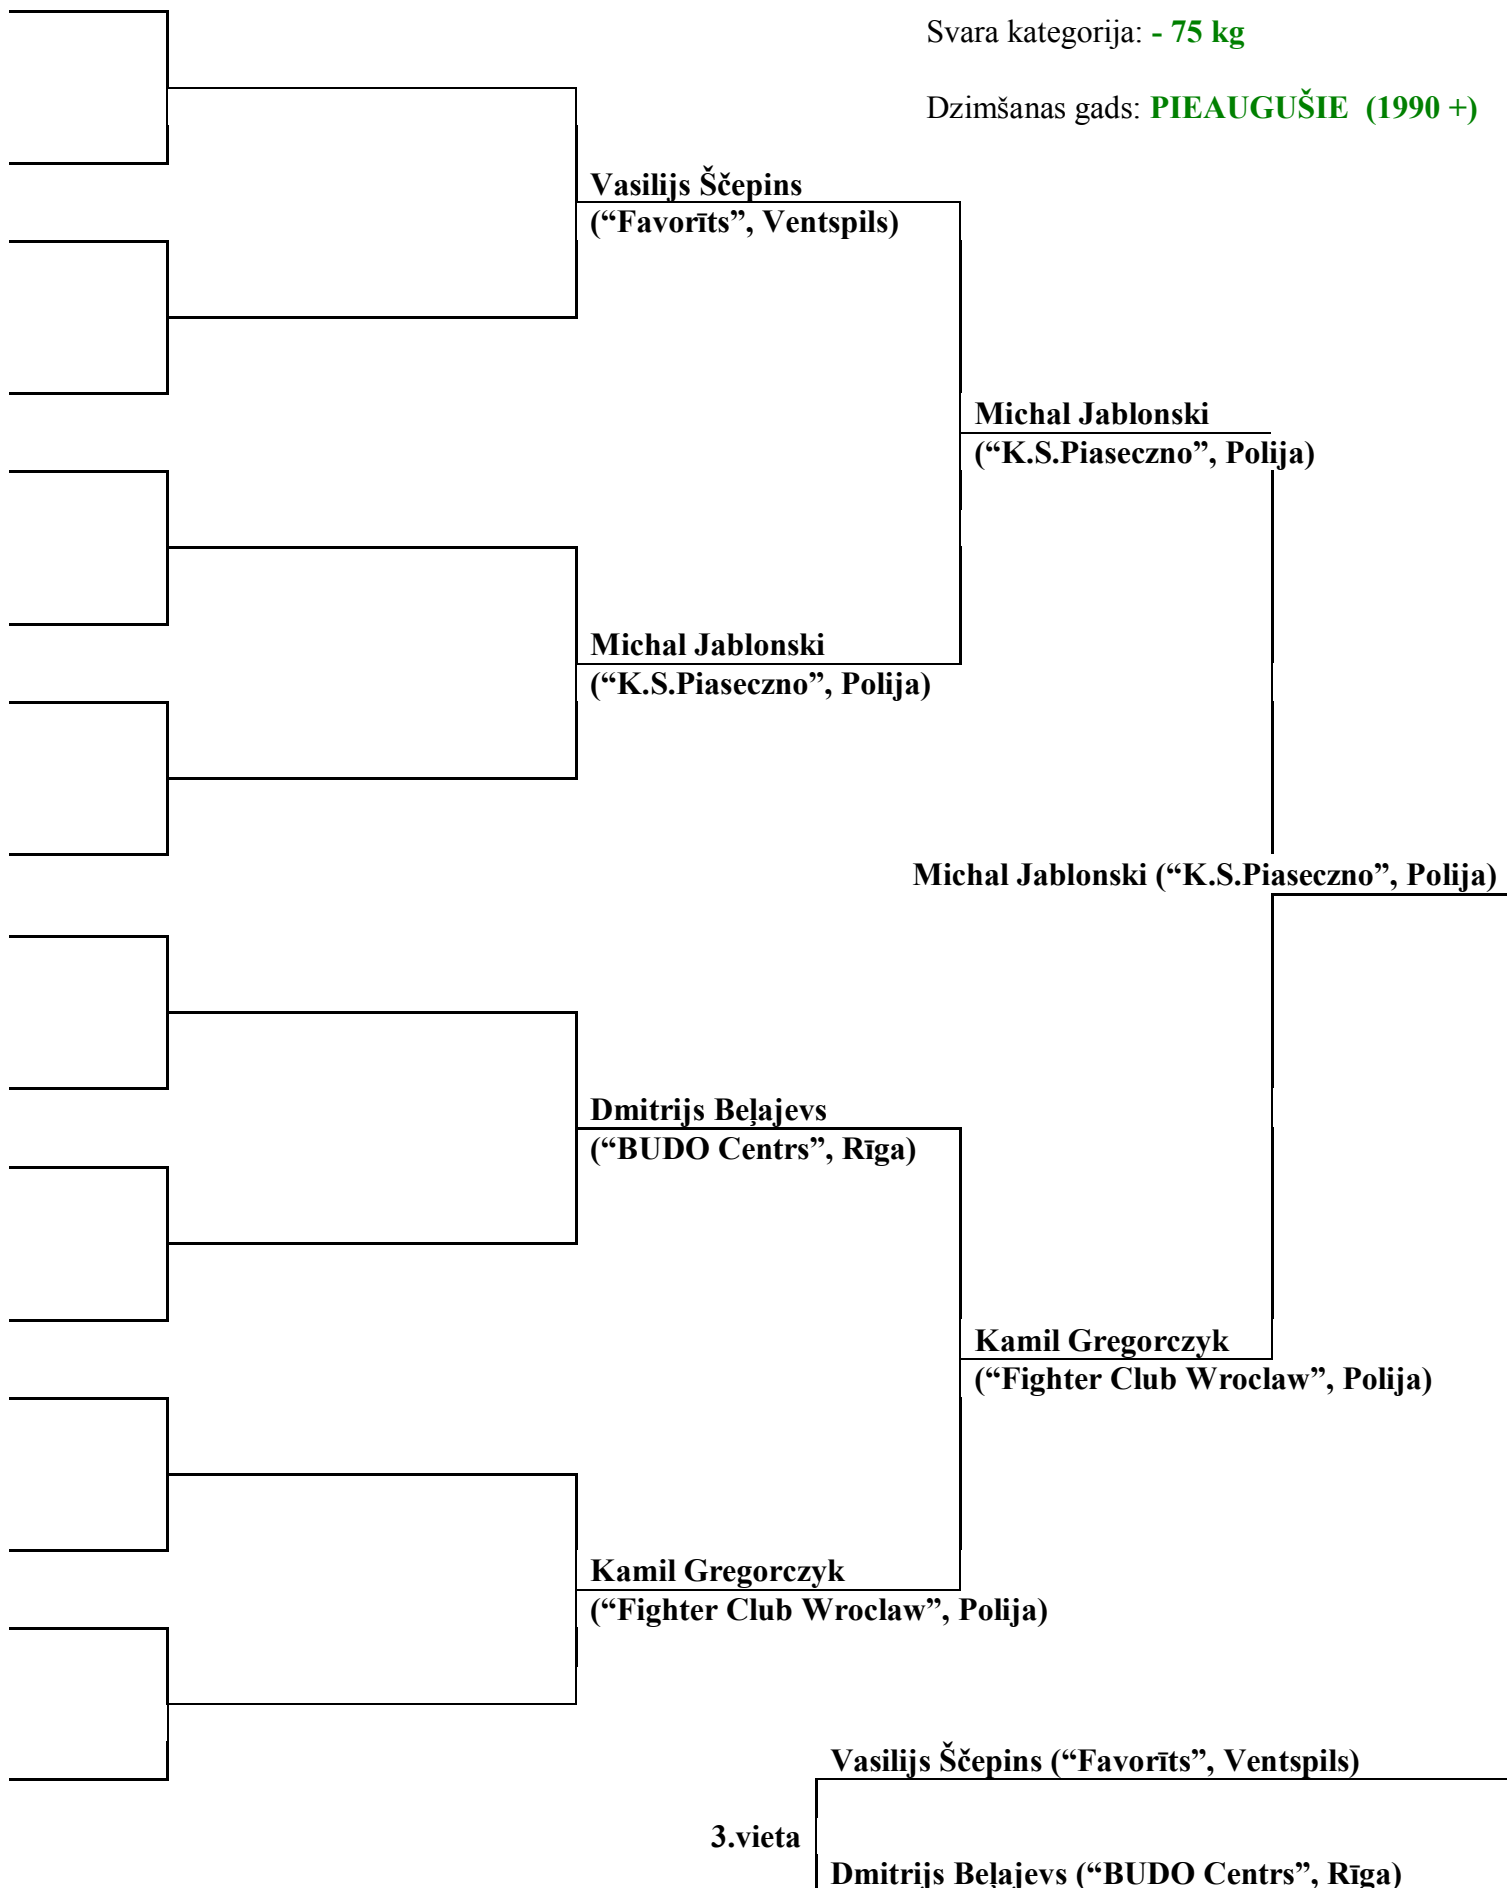 Svara kategorija: - 75 kg
Dzimšanas gads: PIEAUGUŠIE (1990 +)
Vasilijs Ščepins
(“Favorīts”, Ventspils)
Michal Jablonski
(“K.S.Piaseczno”, Polija)
Michal Jablonski
(“K.S.Piaseczno”, Polija)
Michal Jablonski (“K.S.Piaseczno”, Polija)
Dmitrijs Beļajevs
(“BUDO Centrs”, Rīga)
Kamil Gregorczyk
(“Fighter Club Wroclaw”, Polija)
Kamil Gregorczyk
(“Fighter Club Wroclaw”, Polija)
Vasilijs Ščepins (“Favorīts”, Ventspils)
3.vieta
Dmitrijs Beļajevs (“BUDO Centrs”, Rīga)